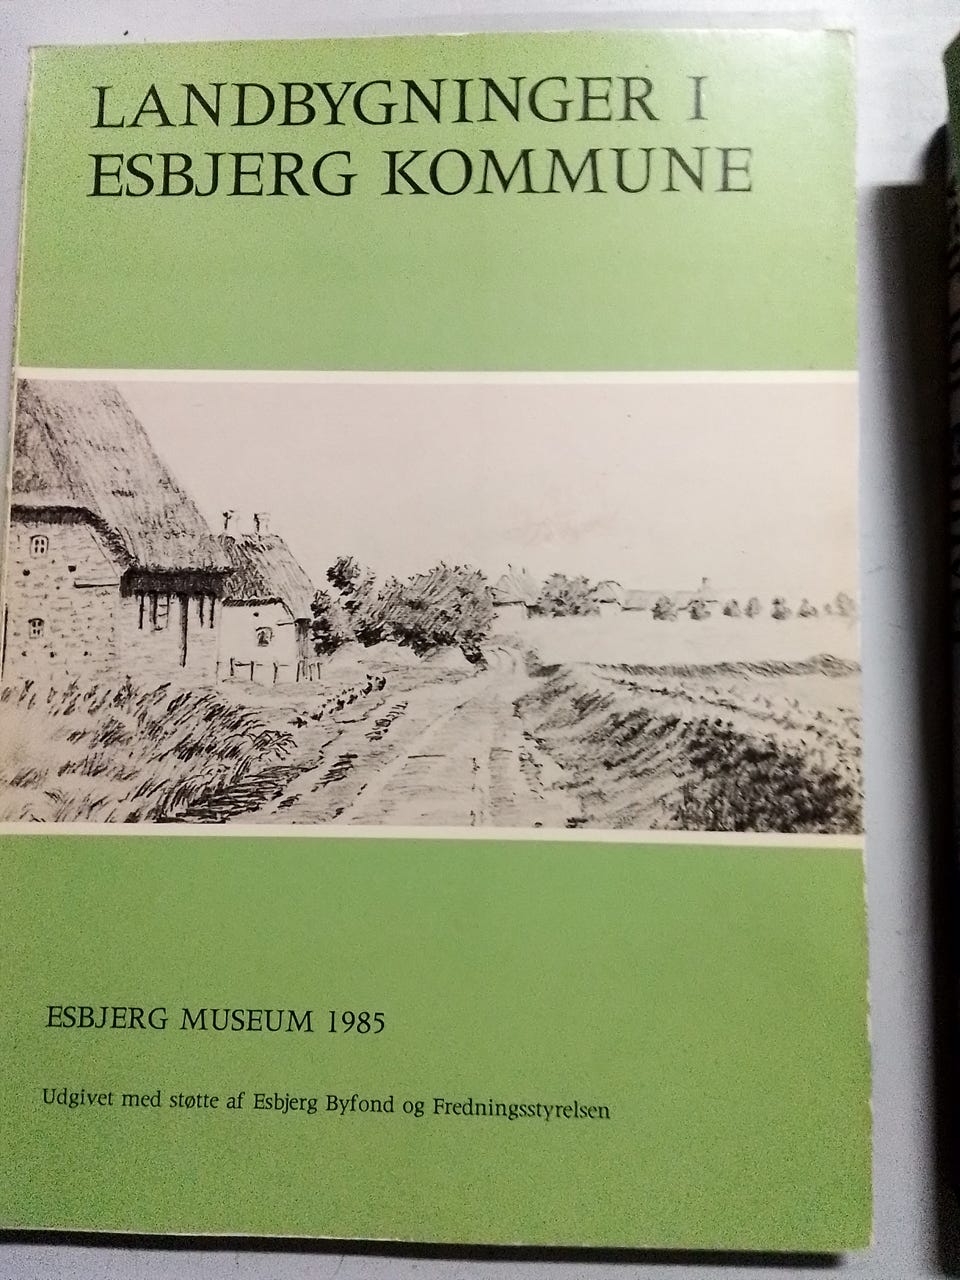 LANDBYGNINGER I
ESBJERG KOMMUNE
ESBJERG MUSEUM 1985
Udgivet med støtte af Esbjerg Byfond og Fredningsstyrelsen